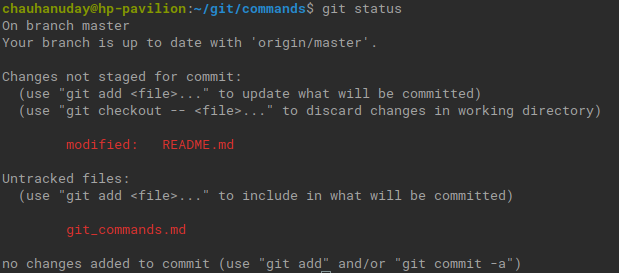 chauhanuday@hp-pavilion:~/git/commands$ git status
On branch master
Your branch is up to date with 'origin/master'.
Changes not staged for commit:
(use "git add <file>..." to update what will be committed)
(use "git checkout -- <file>..." to discard changes in working directory)
modified: README.md
Untracked files:
(use "git add <file>..." to include in what will be committed)
git_commands.md
no changes added to commit (use "git add" and/or "git commit -a")